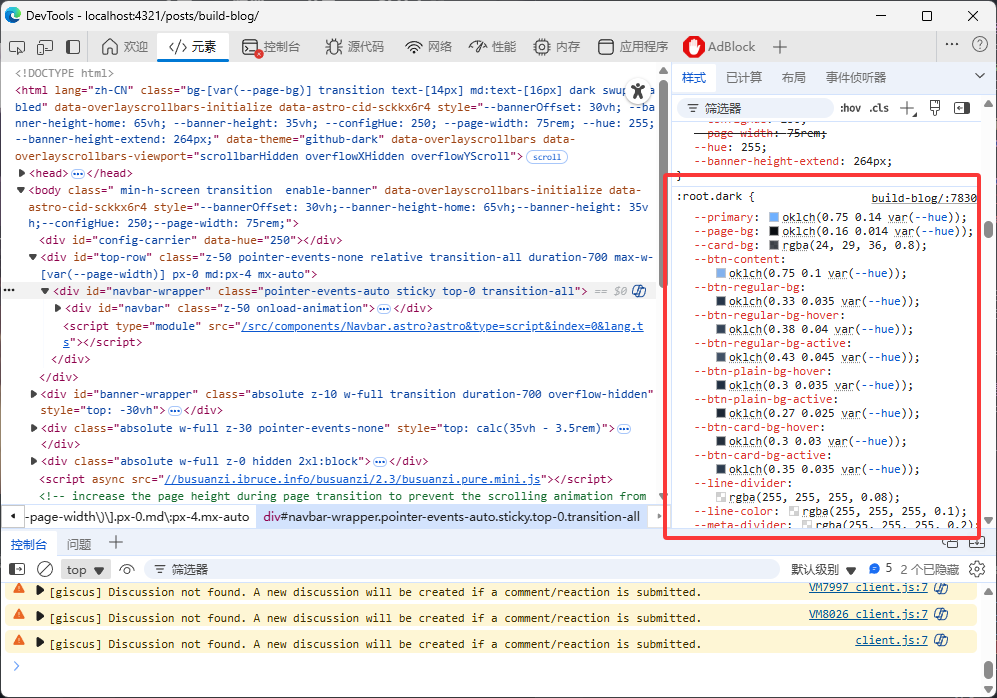 DevTools - localhost:4321/posts/build-blog/
欢迎
</> 元素
控制台
源代码
网络
性能
内存
应用程序
AdBlock
<!DOCTYPE html>
<html lang="zh-CN" class="bg-[var(--page-bg)] transition text-[14px] md:text-[16px] dark swup-
abled" data-overlayscrollbars-initialize data-astro-cid-sckkx6r4 style="--bannerOffset: 30vh; --ba
nner-height-home: 65vh; --banner-height: 35vh; --configHue: 250; --page-width: 75rem; --hue: 255;
--banner-height-extend: 264px;" data-theme="github-dark" data-overlayscrollbars data-
overlayscrollbars-viewport="scrollbarHidden overflowXHidden overflowYScroll"> scroll
<head> … </head>
<body class=" min-h-screen transition  enable-banner" data-overlayscrollbars-initialize data-
astro-cid-sckkx6r4 style="--bannerOffset: 30vh;--banner-height-home: 65vh;--banner-height: 35v
h;--configHue: 250;--page-width: 75rem;">
<div id="config-carrier" data-hue="250"></div>
<div id="top-row" class="z-50 pointer-events-none relative transition-all duration-700 max-w-
[var(--page-width)] px-0 md:px-4 mx-auto">
<div id="navbar-wrapper" class="pointer-events-auto sticky top-0 transition-all"> == $0
<div id="navbar" class="z-50 onload-animation"> … </div>
<script type="module" src="/src/components/Navbar.astro?astro&type=script&index=0&lang.t
s"></script>
</div>
</div>
<div id="banner-wrapper" class="absolute z-10 w-full transition duration-700 overflow-hidden"
style="top: -30vh"> … </div>
<div class="absolute w-full z-30 pointer-events-none" style="top: calc(35vh - 3.5rem)"> …
</div>
<div class="absolute w-full z-0 hidden 2xl:block"> … </div>
<script async src="//busuanzi.ibruce.info/busuanzi/2.3/busuanzi.pure.mini.js"></script>
<!-- increase the page height during page transition to prevent the scrolling animation from
-page-width\)\].px-0.md\:px-4.mx-auto
div#navbar-wrapper.pointer-events-auto.sticky.top-0.transition-all
样式
已计算
布局
事件侦听器
筛选器
:hov .cls
--page-width: 75rem;
--hue: 255;
--banner-height-extend: 264px;
}
:root.dark {
build-blog/:7830
--primary: oklch(0.75 0.14 var(--hue));
--page-bg: oklch(0.16 0.014 var(--hue));
--card-bg: rgba(24, 29, 36, 0.8);
--btn-content:
oklch(0.75 0.1 var(--hue));
--btn-regular-bg:
oklch(0.33 0.035 var(--hue));
--btn-regular-bg-hover:
oklch(0.38 0.04 var(--hue));
--btn-regular-bg-active:
oklch(0.43 0.045 var(--hue));
--btn-plain-bg-hover:
oklch(0.3 0.035 var(--hue));
--btn-plain-bg-active:
oklch(0.27 0.025 var(--hue));
--btn-card-bg-hover:
oklch(0.3 0.03 var(--hue));
--btn-card-bg-active:
oklch(0.35 0.035 var(--hue));
--line-divider:
rgba(255, 255, 255, 0.08);
--line-color: rgba(255, 255, 255, 0.1);
--meta-divider: rgba(255, 255, 255, 0.2);
控制台
问题
top
筛选器
默认级别
5
2 个已隐藏
[giscus] Discussion not found. A new discussion will be created if a comment/reaction is submitted.
VM7997 client.js:7
[giscus] Discussion not found. A new discussion will be created if a comment/reaction is submitted.
VM8026 client.js:7
[giscus] Discussion not found. A new discussion will be created if a comment/reaction is submitted.
client.js:7